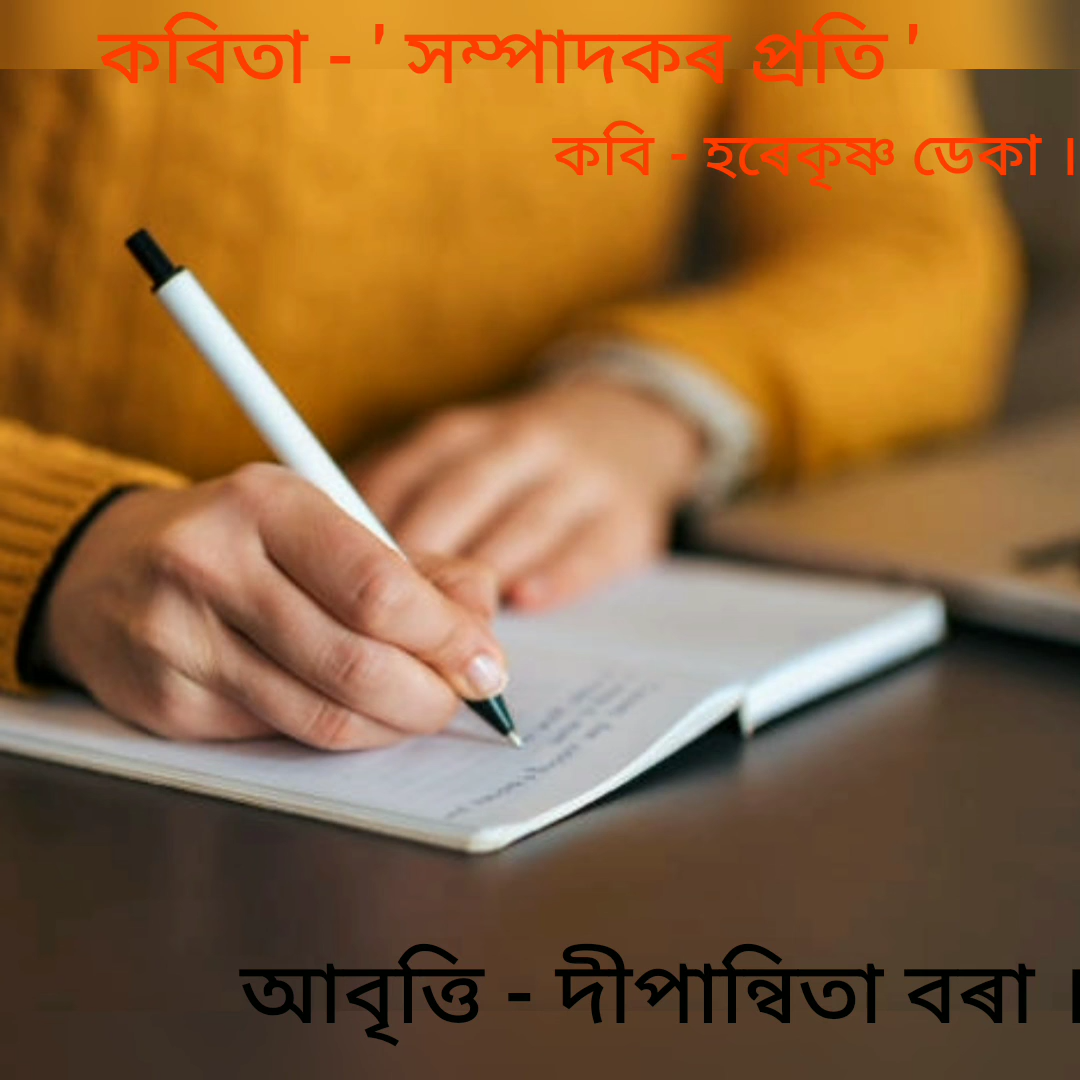 কবিতা - ' সম্পাদকৰ প্ৰতি '
কবি - হৰেকৃষ্ণ ডেকা ।
আবৃত্তি - দীপান্বিতা বৰা ।